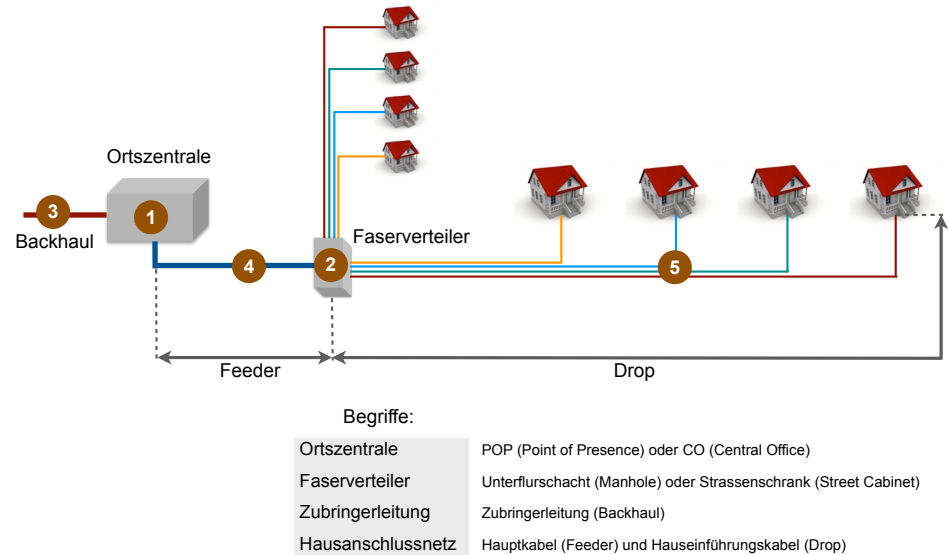 Ortszentrale
3
1
Backhaul
Faserverteiler
4
2
5
Feeder
Drop
Begriffe:
Ortszentrale POP (Point of Presence) oder CO (Central Office)
Faserverteiler Unterflurschacht (Manhole) oder Strassenschrank (Street Cabinet)
Zubringerleitung Zubringerleitung (Backhaul)
Hausanschlussnetz Hauptkabel (Feeder) und Hauseinführungskabel (Drop)